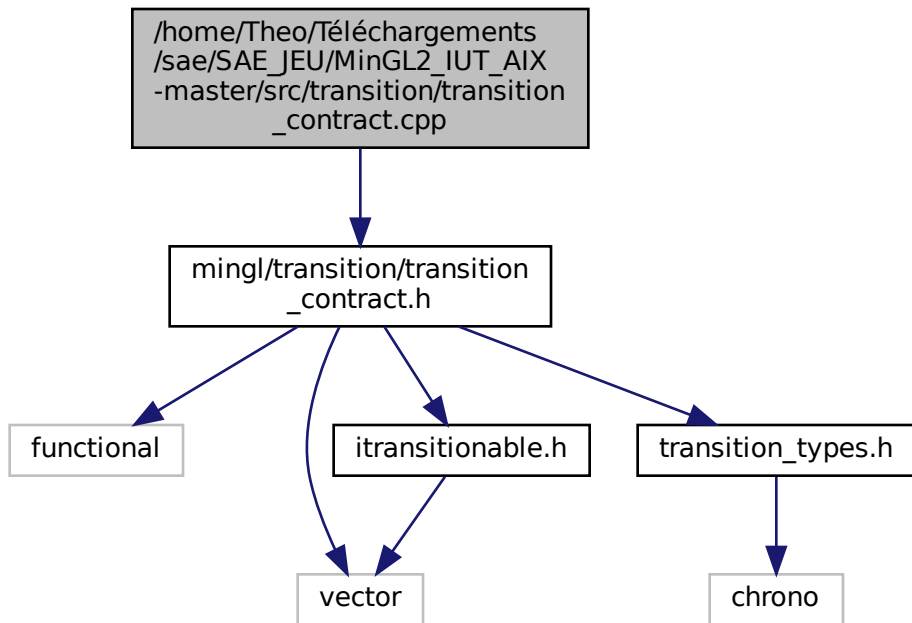 /home/Theo/Téléchargements
/sae/SAE_JEU/MinGL2_IUT_AIX
-master/src/transition/transition
_contract.cpp
mingl/transition/transition
_contract.h
functional
itransitionable.h
transition_types.h
vector
chrono